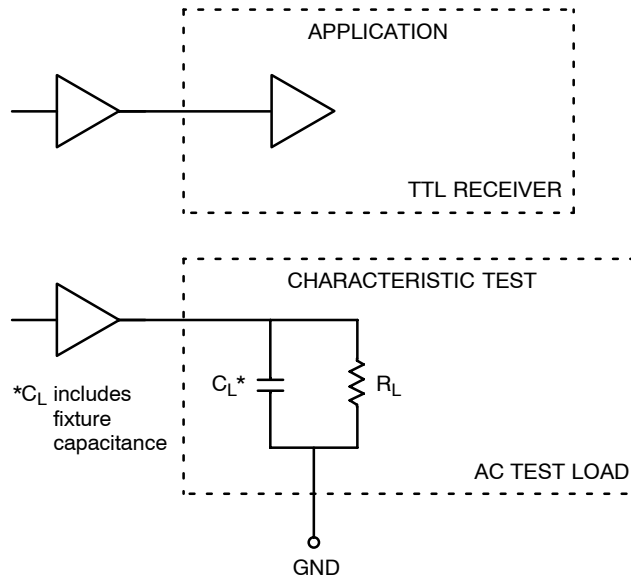 APPLICATION
TTL RECEIVER
CHARACTERISTIC TEST
*CL includes
fixture
capacitance
CL*
RL
AC TEST LOAD
GND